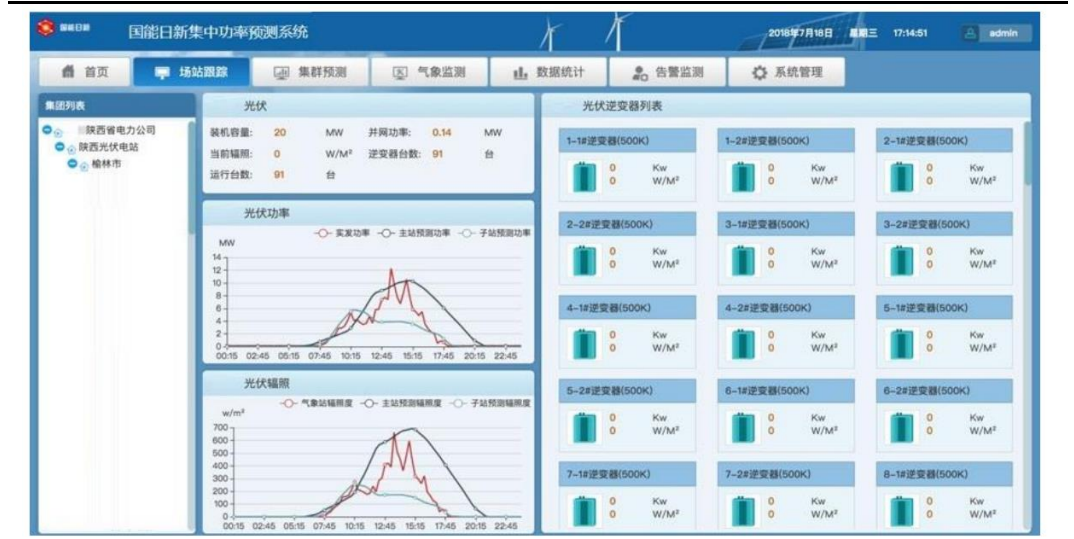 国能日新 国能日新集中功率预测系统 2018年7月18日 星期三 17:14:51 admin
首页 场站跟踪 集群预测 气象监测 数据统计 告警监测 系统管理
集团列表
陕西省电力公司
陕西光伏电站
榆林市
光伏
装机容量: 20 MW 并网功率: 0.14 MW
当前辐照: 0 W/M² 逆变器台数: 91 台
运行台数: 91 台
光伏功率
实发功率 主站预测功率 子站预测功率
MW
14
12
10
8
6
4
2
0
00:15 02:45 05:15 07:45 10:15 12:45 15:15 17:45 20:15 22:45
光伏辐照
气象站辐照度 主站预测辐照度 子站预测辐照度
w/m²
700
600
500
400
300
200
100
0
00:15 02:45 05:15 07:45 10:15 12:45 15:15 17:45 20:15 22:45
光伏逆变器列表
1-1#逆变器(500K) 1-2#逆变器(500K) 2-1#逆变器(500K)
0 Kw 0 Kw 0 Kw
0 W/M² 0 W/M² 0 W/M²
2-2#逆变器(500K) 3-1#逆变器(500K) 3-2#逆变器(500K)
0 Kw 0 Kw 0 Kw
0 W/M² 0 W/M² 0 W/M²
4-1#逆变器(500K) 4-2#逆变器(500K) 5-1#逆变器(500K)
0 Kw 0 Kw 0 Kw
0 W/M² 0 W/M² 0 W/M²
5-2#逆变器(500K) 6-1#逆变器(500K) 6-2#逆变器(500K)
0 Kw 0 Kw 0 Kw
0 W/M² 0 W/M² 0 W/M²
7-1#逆变器(500K) 7-2#逆变器(500K) 8-1#逆变器(500K)
0 Kw 0 Kw 0 Kw
0 W/M² 0 W/M² 0 W/M²